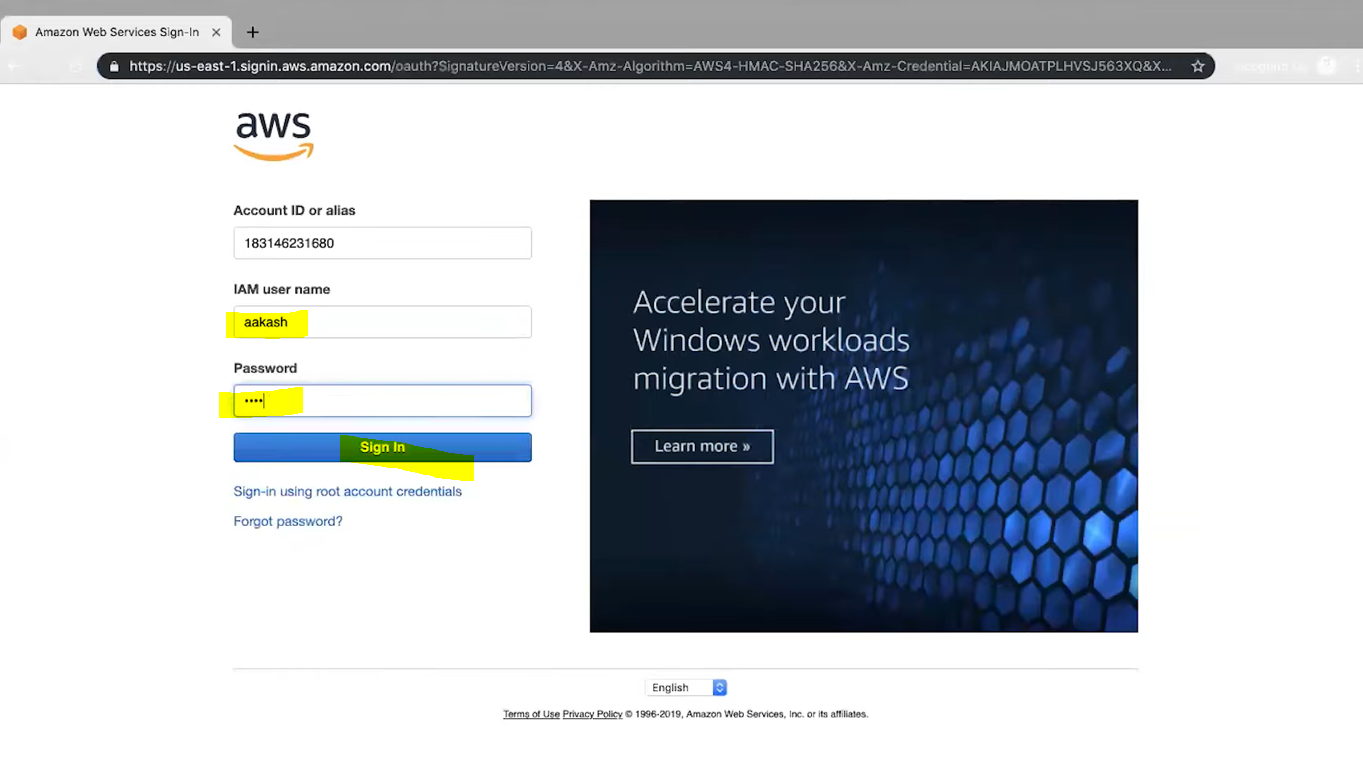 Amazon Web Services Sign-In
https://us-east-1.signin.aws.amazon.com/oauth?SignatureVersion=4&X-Amz-Algorithm=AWS4-HMAC-SHA256&X-Amz-Credential=AKIAJMOATPLHVSJ563XQ&X...
aws
Account ID or alias
183146231680
IAM user name
aakash
Password
••••
Sign In
Sign-in using root account credentials
Forgot password?
Accelerate your
Windows workloads
migration with AWS
Learn more »
English
Terms of Use Privacy Policy © 1996-2019, Amazon Web Services, Inc. or its affiliates.